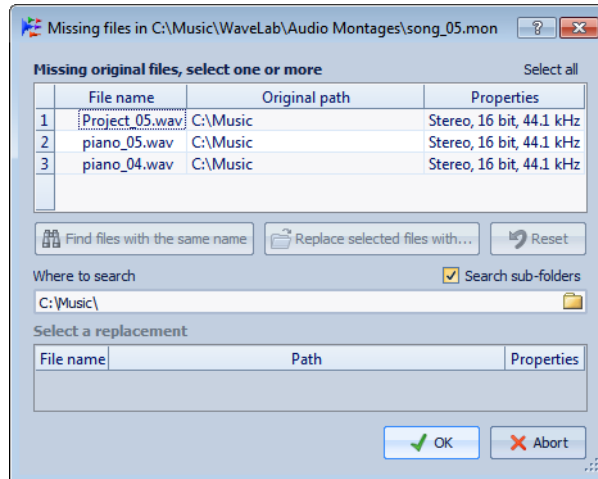 Missing files in C:\Music\WaveLab\Audio Montages\song_05.mon
Missing original files, select one or more Select all
File name Original path Properties
1 Project_05.wav C:\Music Stereo, 16 bit, 44.1 kHz
2 piano_05.wav C:\Music Stereo, 16 bit, 44.1 kHz
3 piano_04.wav C:\Music Stereo, 16 bit, 44.1 kHz
Find files with the same name Replace selected files with... Reset
Where to search Search sub-folders
C:\Music\
Select a replacement
File name Path Properties
OK Abort